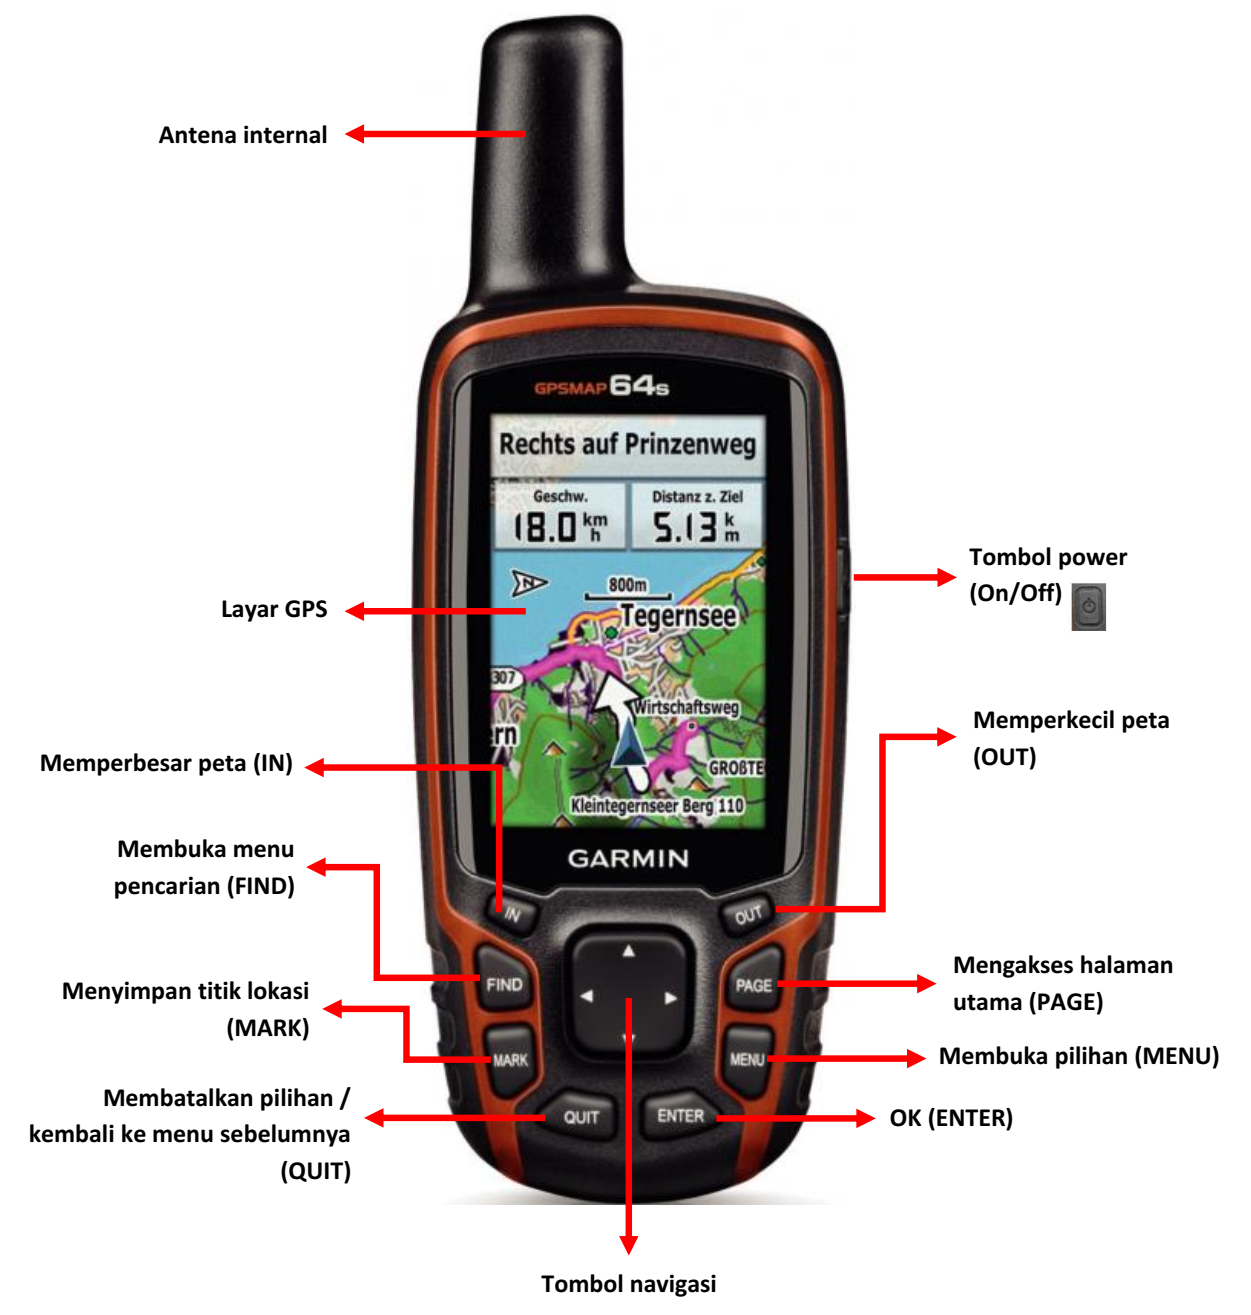 Antena internal
GPSMAP 64s
Rechts auf Prinzenweg
Geschw.
18.0 km h
Distanz z. Ziel
5.13 k m
N
800m
Tegernsee
307
Wirtschaftsweg
rn
GROßTE
Kleintegernseer Berg 110
GARMIN
Layar GPS
Tombol power
(On/Off)
Memperbesar peta (IN)
Memperkecil peta
(OUT)
Membuka menu
pencarian (FIND)
IN
OUT
FIND
PAGE
Mengakses halaman
utama (PAGE)
Menyimpan titik lokasi
(MARK)
MARK
MENU
Membuka pilihan (MENU)
Membatalkan pilihan /
kembali ke menu sebelumnya
(QUIT)
QUIT
ENTER
OK (ENTER)
Tombol navigasi